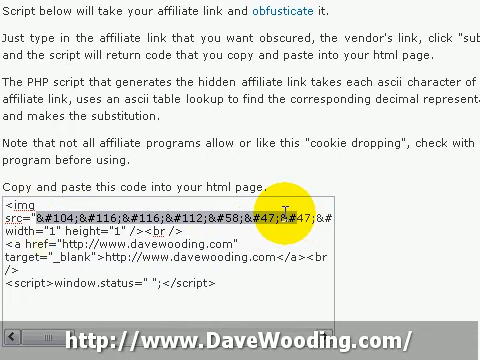 Script below will take your affiliate link and obfusticate it.
Just type in the affiliate link that you want obscured, the vendor's link, click "sub
and the script will return code that you copy and paste into your html page.
The PHP script that generates the hidden affiliate link takes each ascii character of
affiliate link, uses an ascii table lookup to find the corresponding decimal represent
and makes the substitution.
Note that not all affiliate programs allow or like this "cookie dropping", check with
program before using.
Copy and paste this code into your html page.
<img
src="&#104;&#116;&#116;&#112;&#58;&#47;&#47;&#
width="1" height="1" /><br />
<a href="http://www.davewooding.com"
target="_blank">http://www.davewooding.com</a><br
/>
<script>window.status=" ";</script>
http://www.DaveWooding.com/